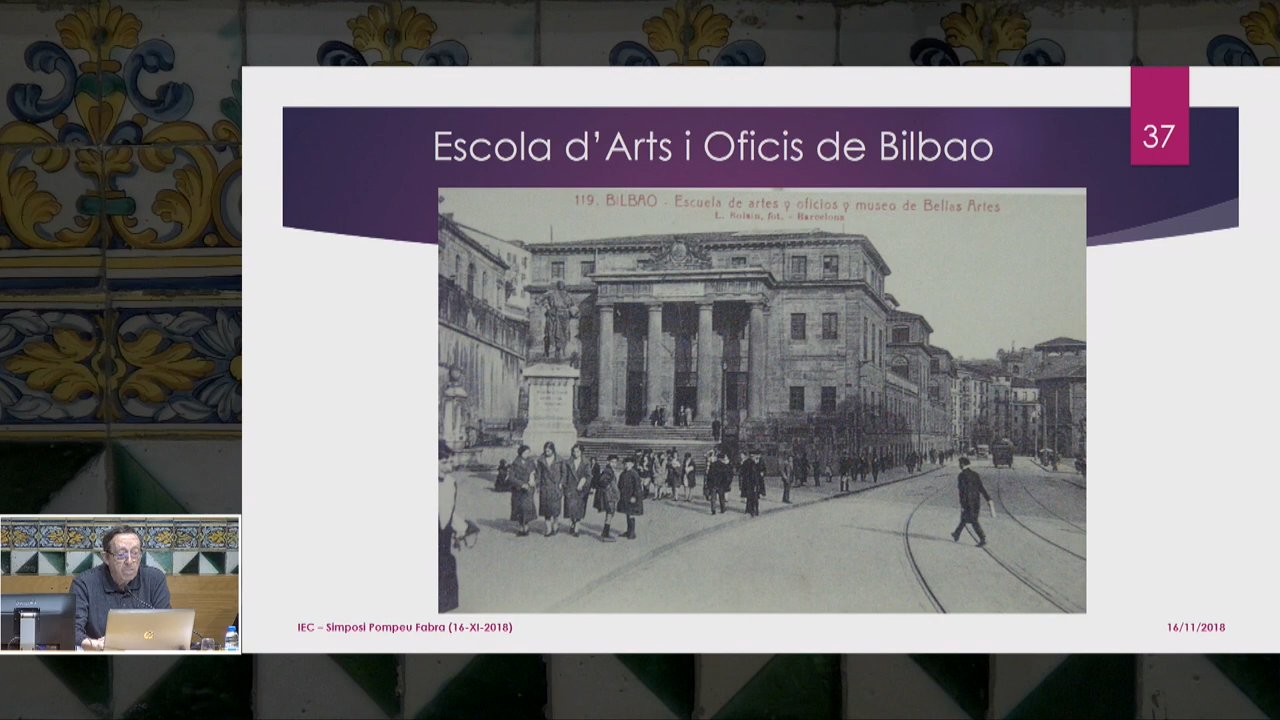 Escola d’Arts i Oficis de Bilbao
37
119. BILBAO - Escuela de artes y oficios y museo de Bellas Artes
L. Roisin, fot. - Barcelona
IEC – Simposi Pompeu Fabra (16-XI-2018)
16/11/2018